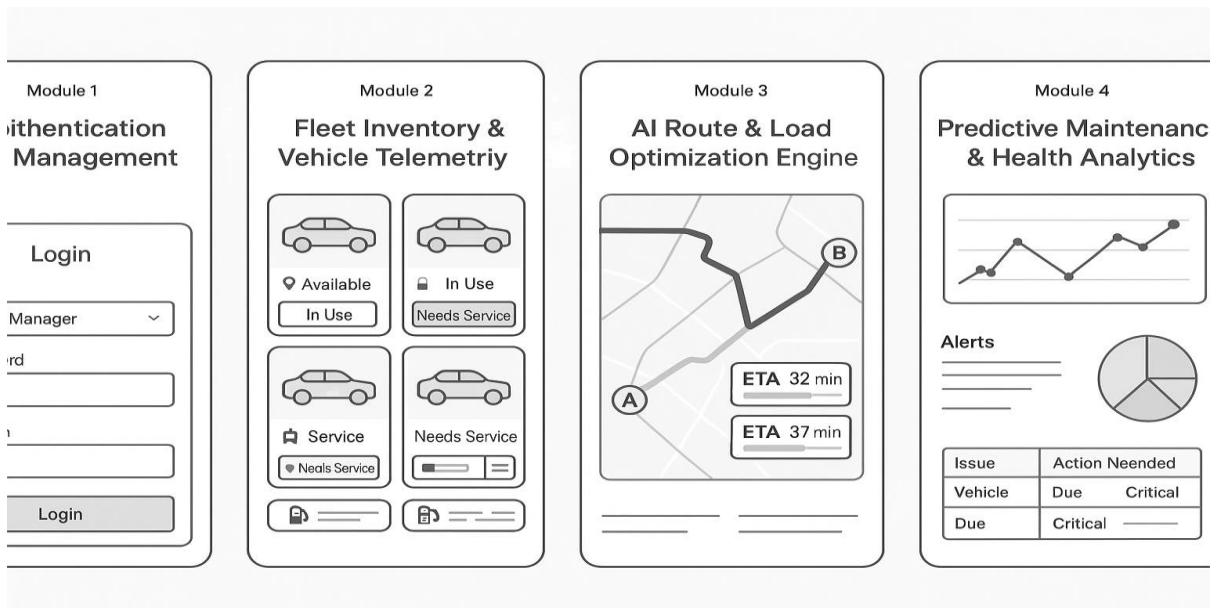 Module 1
ithentication
Management
Login
Manager
rd
n
Login
Module 2
Fleet Inventory &
Vehicle Telemetriy
Available
In Use
In Use
Needs Service
Service
Neals Service
Needs Service
Module 3
AI Route & Load
Optimization Engine
B
A
ETA 32 min
ETA 37 min
Module 4
Predictive Maintenanc
& Health Analytics
Alerts
Issue Action Neended
Vehicle Due Critical
Due Critical